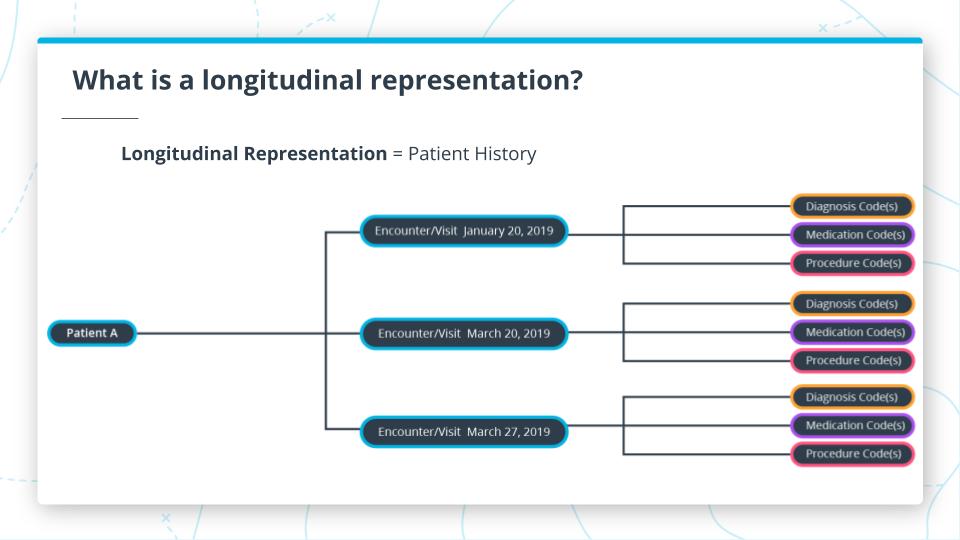 What is a longitudinal representation?
Longitudinal Representation = Patient History
Patient A
Encounter/Visit January 20, 2019
Diagnosis Code(s)
Medication Code(s)
Procedure Code(s)
Encounter/Visit March 20, 2019
Diagnosis Code(s)
Medication Code(s)
Procedure Code(s)
Encounter/Visit March 27, 2019
Diagnosis Code(s)
Medication Code(s)
Procedure Code(s)